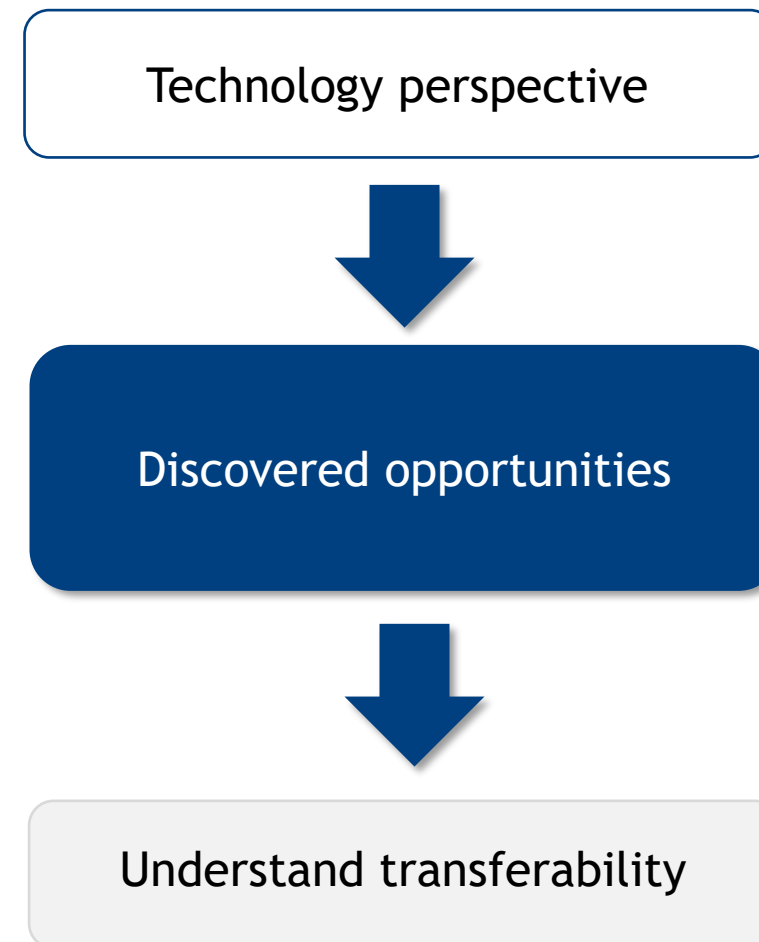 Technology perspective
Discovered opportunities
Understand transferability